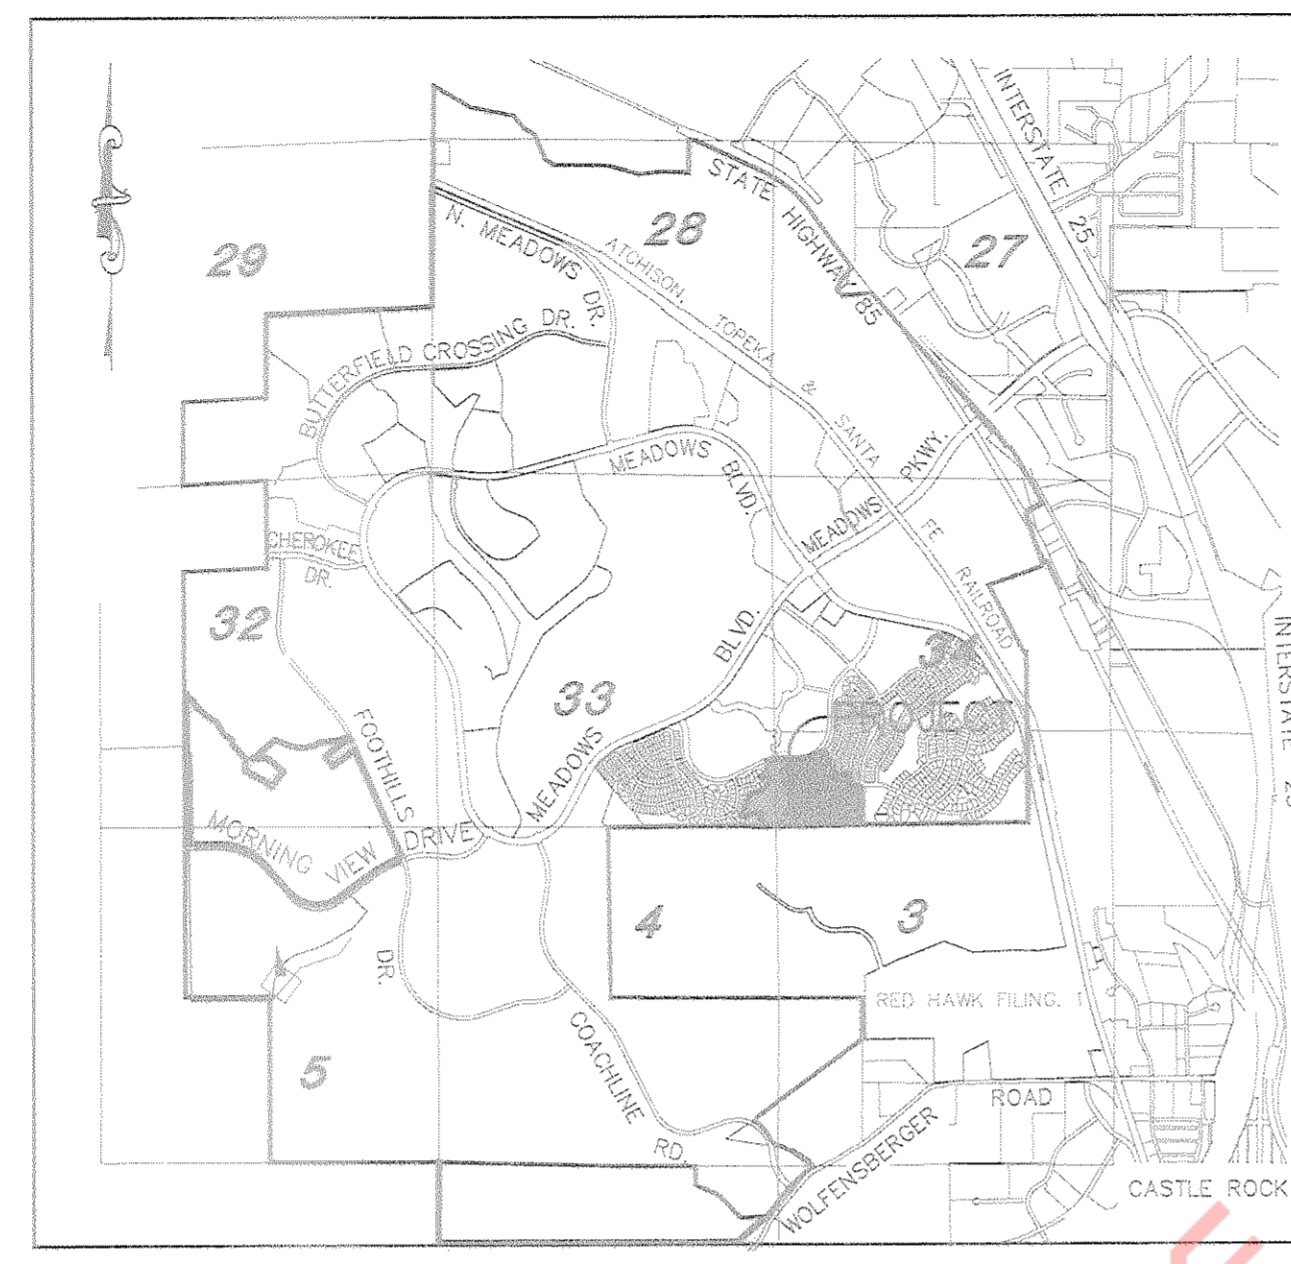 INTERSTATE 25
STATE HIGHWAY 85
28
27
29
N. MEADOWS DR.
ATCHISON, TOPEKA & SANTA FE RAILROAD
BUTTERFIELD CROSSING DR.
MEADOWS BLVD.
MEADOWS PKWY.
CHEROKEE
DR.
32
34
33
MEADOWS BLVD.
PROJECT
INTERSTATE 25
FOOTHILLS DR.
MORNING VIEW DRIVE
4
3
RED HAWK FILING. 1
5
COACHLINE RD.
WOLFENSBERGER ROAD
CASTLE ROCK